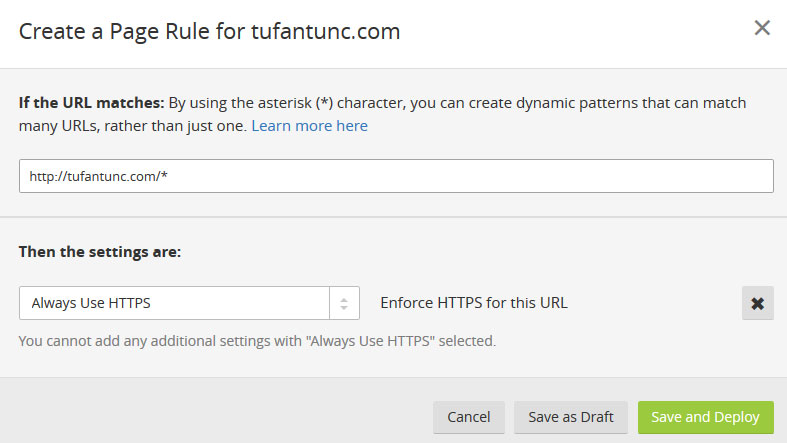 Create a Page Rule for tufantunc.com
If the URL matches: By using the asterisk (*) character, you can create dynamic patterns that can match
many URLs, rather than just one. Learn more here
http://tufantunc.com/*
Then the settings are:
Always Use HTTPS
Enforce HTTPS for this URL
You cannot add any additional settings with "Always Use HTTPS" selected.
Cancel
Save as Draft
Save and Deploy